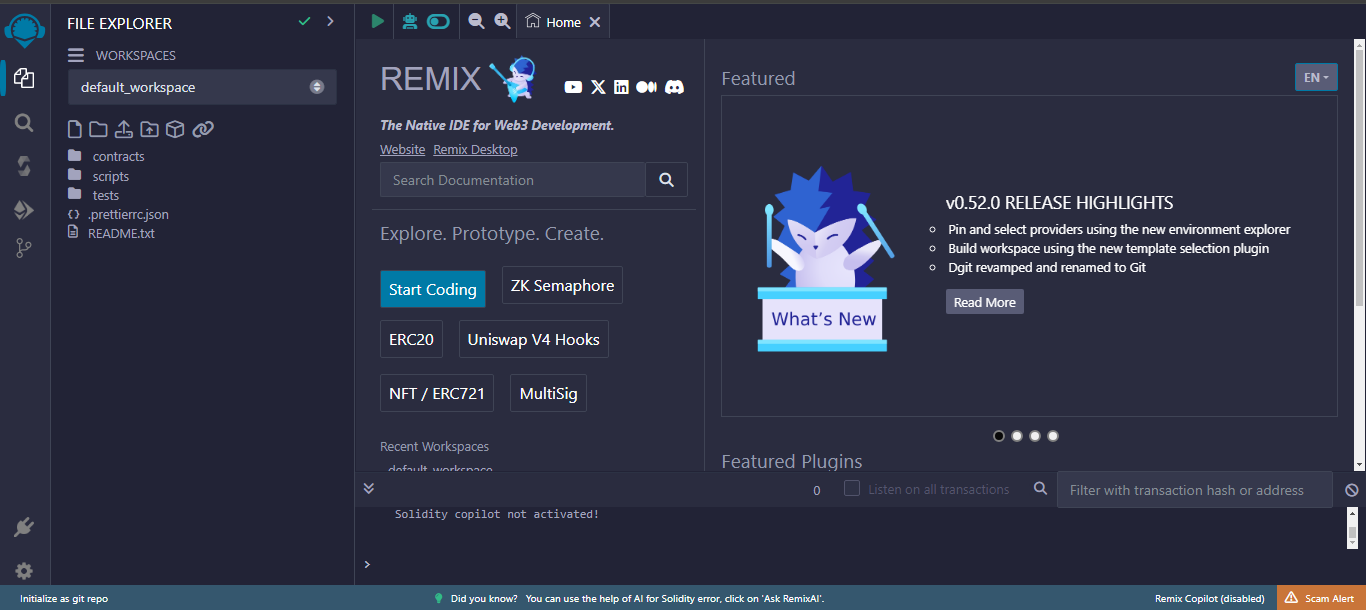 FILE EXPLORER
WORKSPACES
default_workspace
contracts
scripts
tests
.prettierrc.json
README.txt
Home
REMIX
The Native IDE for Web3 Development.
Website Remix Desktop
Search Documentation
Explore. Prototype. Create.
Start Coding
ZK Semaphore
ERC20
Uniswap V4 Hooks
NFT / ERC721
MultiSig
Recent Workspaces
default_workspace
Featured
EN
What's New
v0.52.0 RELEASE HIGHLIGHTS
Pin and select providers using the new environment explorer
Build workspace using the new template selection plugin
Dgit revamped and renamed to Git
Read More
Featured Plugins
0
Listen on all transactions
Filter with transaction hash or address
Solidity copilot not activated!
>
Initialize as git repo
Did you know? You can use the help of AI for Solidity error, click on 'Ask RemixAI'.
Remix Copilot (disabled)
Scam Alert